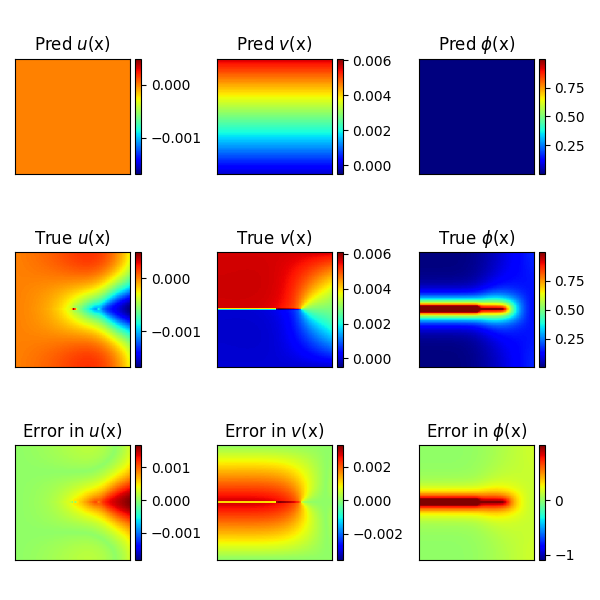 Pred u(x)
Pred v(x)
Pred ϕ(x)
0.000
−0.001
0.006
0.004
0.002
0.000
0.75
0.50
0.25
True u(x)
True v(x)
True ϕ(x)
0.000
−0.001
0.006
0.004
0.002
0.000
0.75
0.50
0.25
Error in u(x)
Error in v(x)
Error in ϕ(x)
0.001
0.000
−0.001
0.002
0.000
−0.002
0
−1